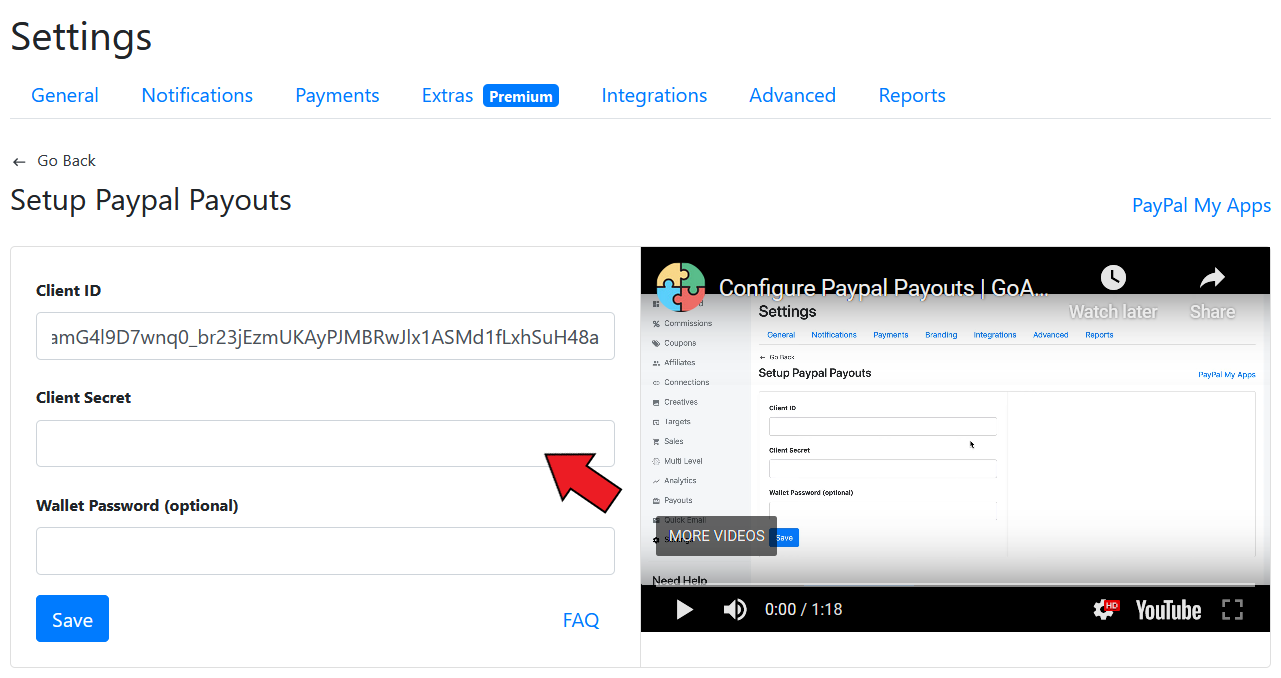 Settings
General Notifications Payments Extras Premium Integrations Advanced Reports
← Go Back
Setup Paypal Payouts
PayPal My Apps
Client ID
amG4l9D7wnq0_br23jEzmUKAyPJMBRwJlx1ASMd1fLxhSuH48a
Client Secret
Wallet Password (optional)
Save
FAQ
Configure Paypal Payouts | GoA...
Watch later
Share
Commissions
Coupons
Affiliates
Connections
Creatives
Targets
Sales
Multi Level
Analytics
Payouts
Quick Email
Need Help
Settings
General Notifications Payments Branding Integrations Advanced Reports
← Go Back
Setup Paypal Payouts
PayPal My Apps
Client ID
Client Secret
Wallet Password (optional)
Save
MORE VIDEOS
0:00 / 1:18
HD
YouTube